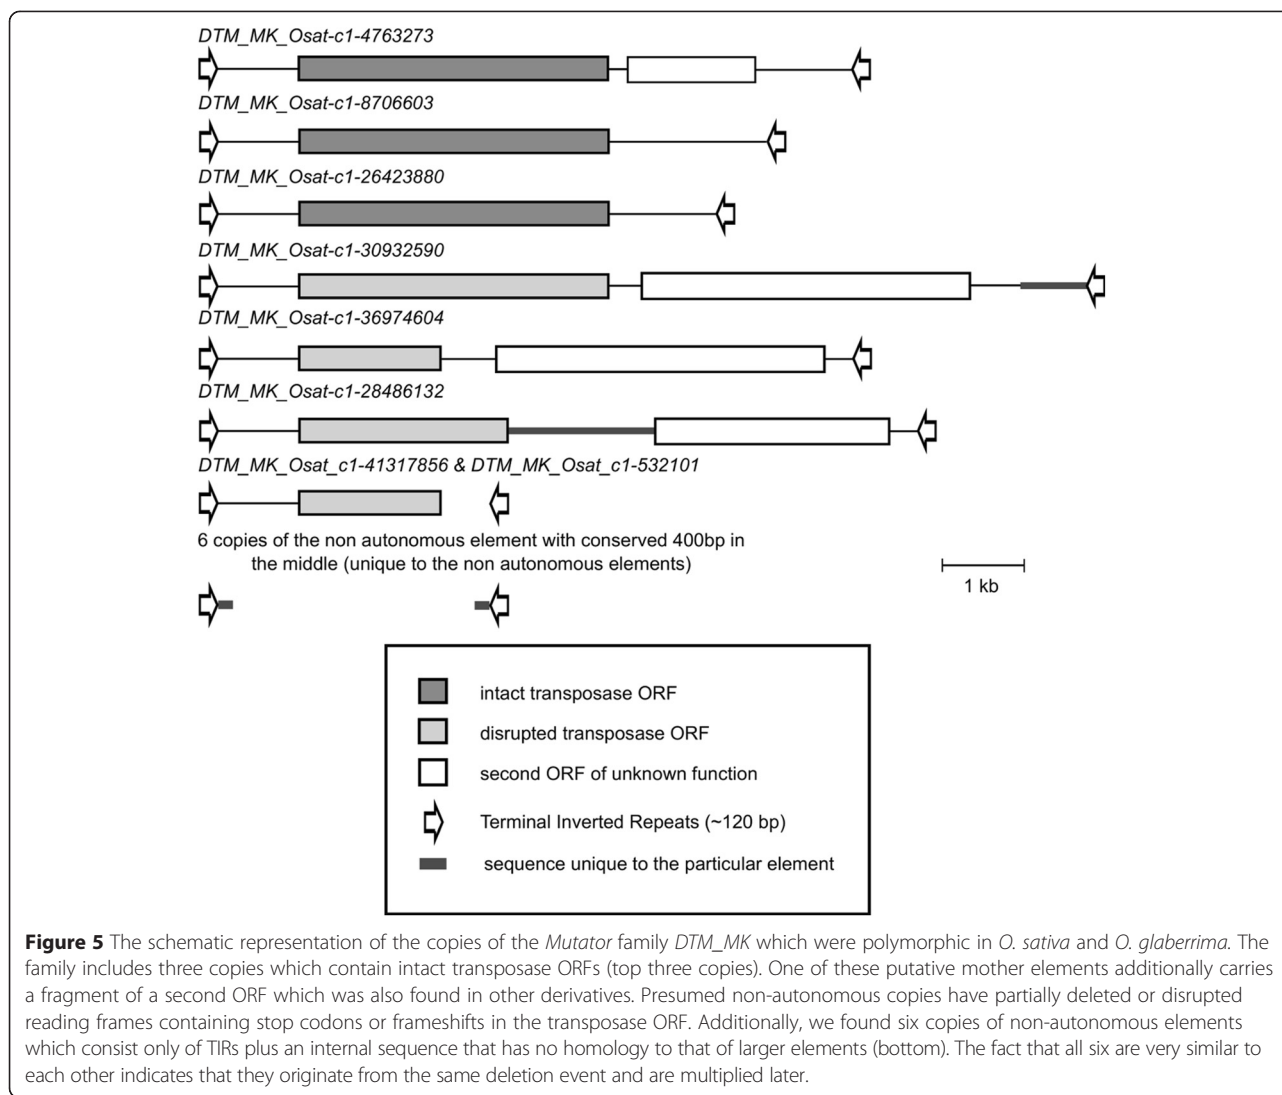 DTM_MK_Osat-c1-4763273
DTM_MK_Osat-c1-8706603
DTM_MK_Osat-c1-26423880
DTM_MK_Osat-c1-30932590
DTM_MK_Osat-c1-36974604
DTM_MK_Osat-c1-28486132
DTM_MK_Osat_c1-41317856 & DTM_MK_Osat_c1-532101
6 copies of the non autonomous element with conserved 400bp in
the middle (unique to the non autonomous elements)
1 kb
intact transposase ORF
disrupted transposase ORF
second ORF of unknown function
Terminal Inverted Repeats (~120 bp)
sequence unique to the particular element
Figure 5 The schematic representation of the copies of the Mutator family DTM_MK which were polymorphic in O. sativa and O. glaberrima. The
family includes three copies which contain intact transposase ORFs (top three copies). One of these putative mother elements additionally carries
a fragment of a second ORF which was also found in other derivatives. Presumed non-autonomous copies have partially deleted or disrupted
reading frames containing stop codons or frameshifts in the transposase ORF. Additionally, we found six copies of non-autonomous elements
which consist only of TIRs plus an internal sequence that has no homology to that of larger elements (bottom). The fact that all six are very similar to
each other indicates that they originate from the same deletion event and are multiplied later.